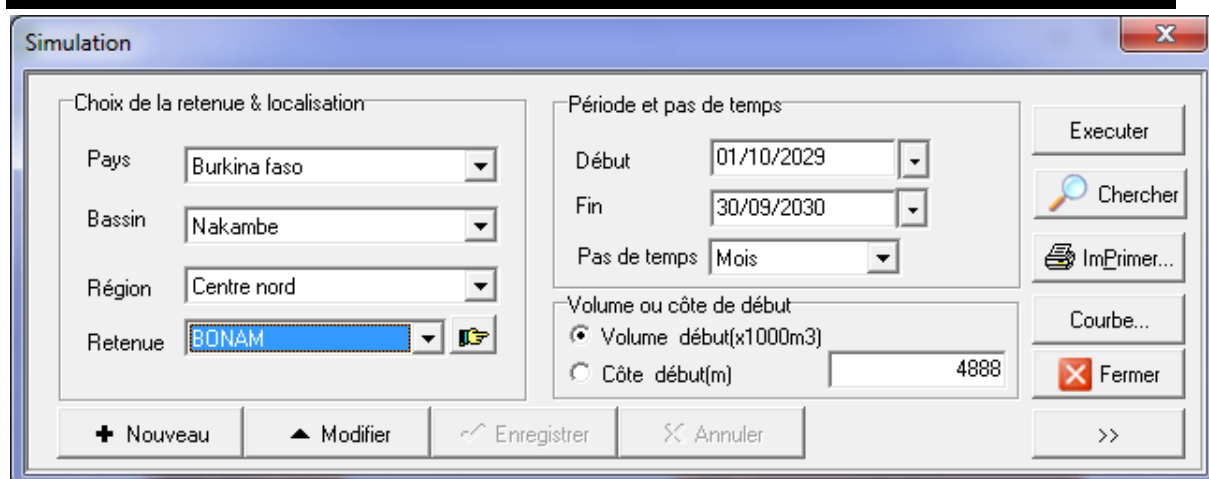 Simulation
Choix de la retenue & localisation
Pays Burkina faso
Bassin Nakambe
Région Centre nord
Retenue BONAM
Période et pas de temps
Début 01/10/2029
Fin 30/09/2030
Pas de temps Mois
Volume ou côte de début
Volume début(x1000m3)
Côte début(m) 4888
Executer
Chercher
ImPrimer...
Courbe...
Fermer
+ Nouveau Modifier Enregistrer Annuler >>